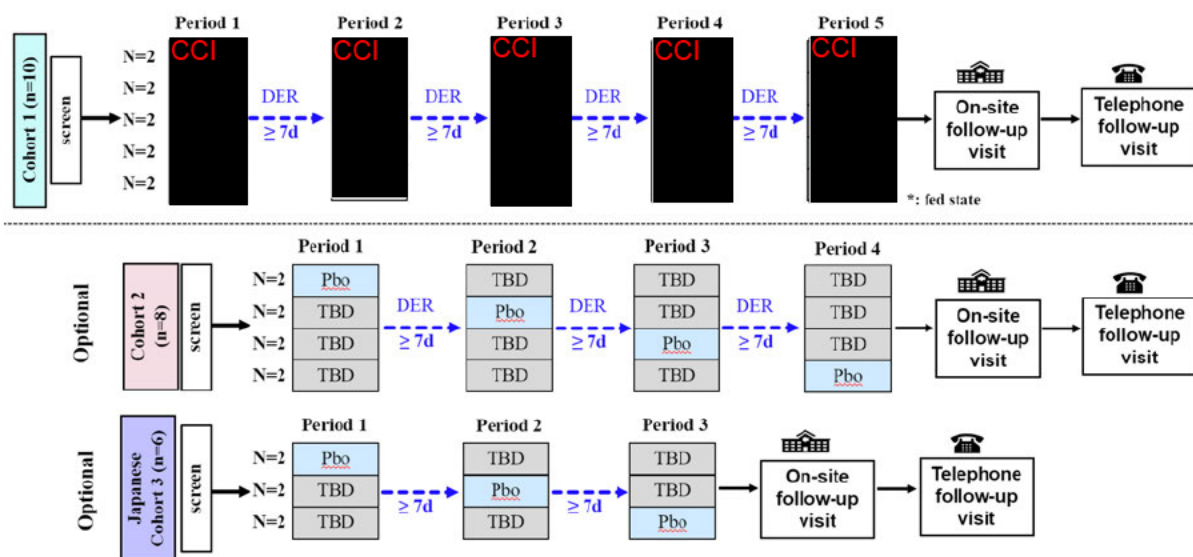 Period 1 Period 2 Period 3 Period 4 Period 5
Cohort 1 (n=10)
screen
N=2
N=2
N=2
N=2
N=2
CCI CCI CCI CCI CCI
DER DER DER DER
≥ 7d ≥ 7d ≥ 7d ≥ 7d
On-site
follow-up
visit
Telephone
follow-up
visit
*: fed state
Optional
Cohort 2
(n=8)
screen
Period 1 Period 2 Period 3 Period 4
N=2 Pbo TBD TBD TBD
N=2 TBD Pbo TBD TBD
N=2 TBD TBD Pbo TBD
N=2 TBD TBD TBD Pbo
DER DER DER
≥ 7d ≥ 7d ≥ 7d
On-site
follow-up
visit
Telephone
follow-up
visit
Optional
Japanese
Cohort 3 (n=6)
screen
Period 1 Period 2 Period 3
N=2 Pbo TBD TBD
N=2 TBD Pbo TBD
N=2 TBD TBD Pbo
≥ 7d ≥ 7d
On-site
follow-up
visit
Telephone
follow-up
visit